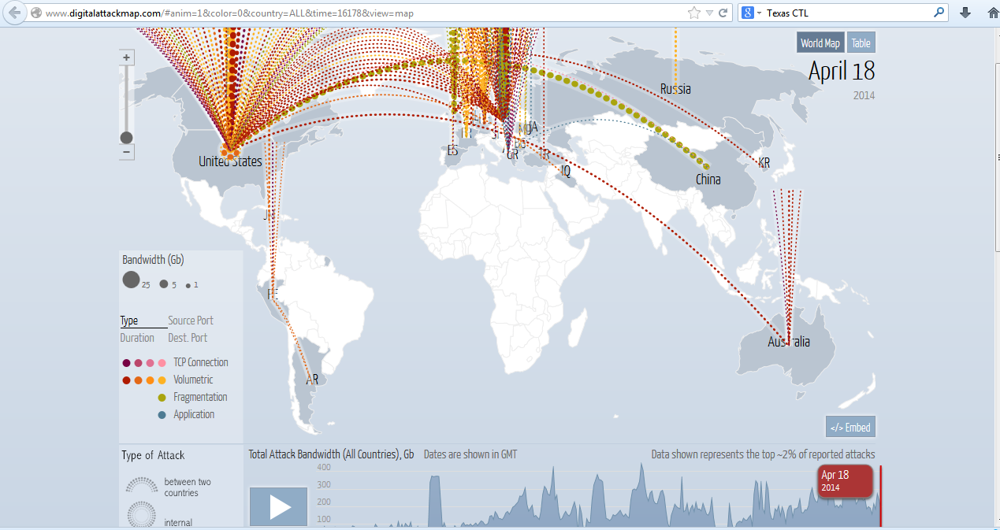 www.digitalattackmap.com/#anim=1&color=0&country=ALL&time=16178&view=map
8
Texas CTL
World Map
Table
April 18
2014
+
−
United States
Russia
China
KR
ES
GR
TR
IQ
UA
PE
AR
Australia
Bandwidth (Gb)
25 5 1
Type Source Port
Duration Dest. Port
TCP Connection
Volumetric
Fragmentation
Application
</> Embed
Type of Attack
between two
countries
internal
Total Attack Bandwidth (All Countries), Gb Dates are shown in GMT Data shown represents the top ~2% of reported attacks
400
300
200
100
Apr 18
2014